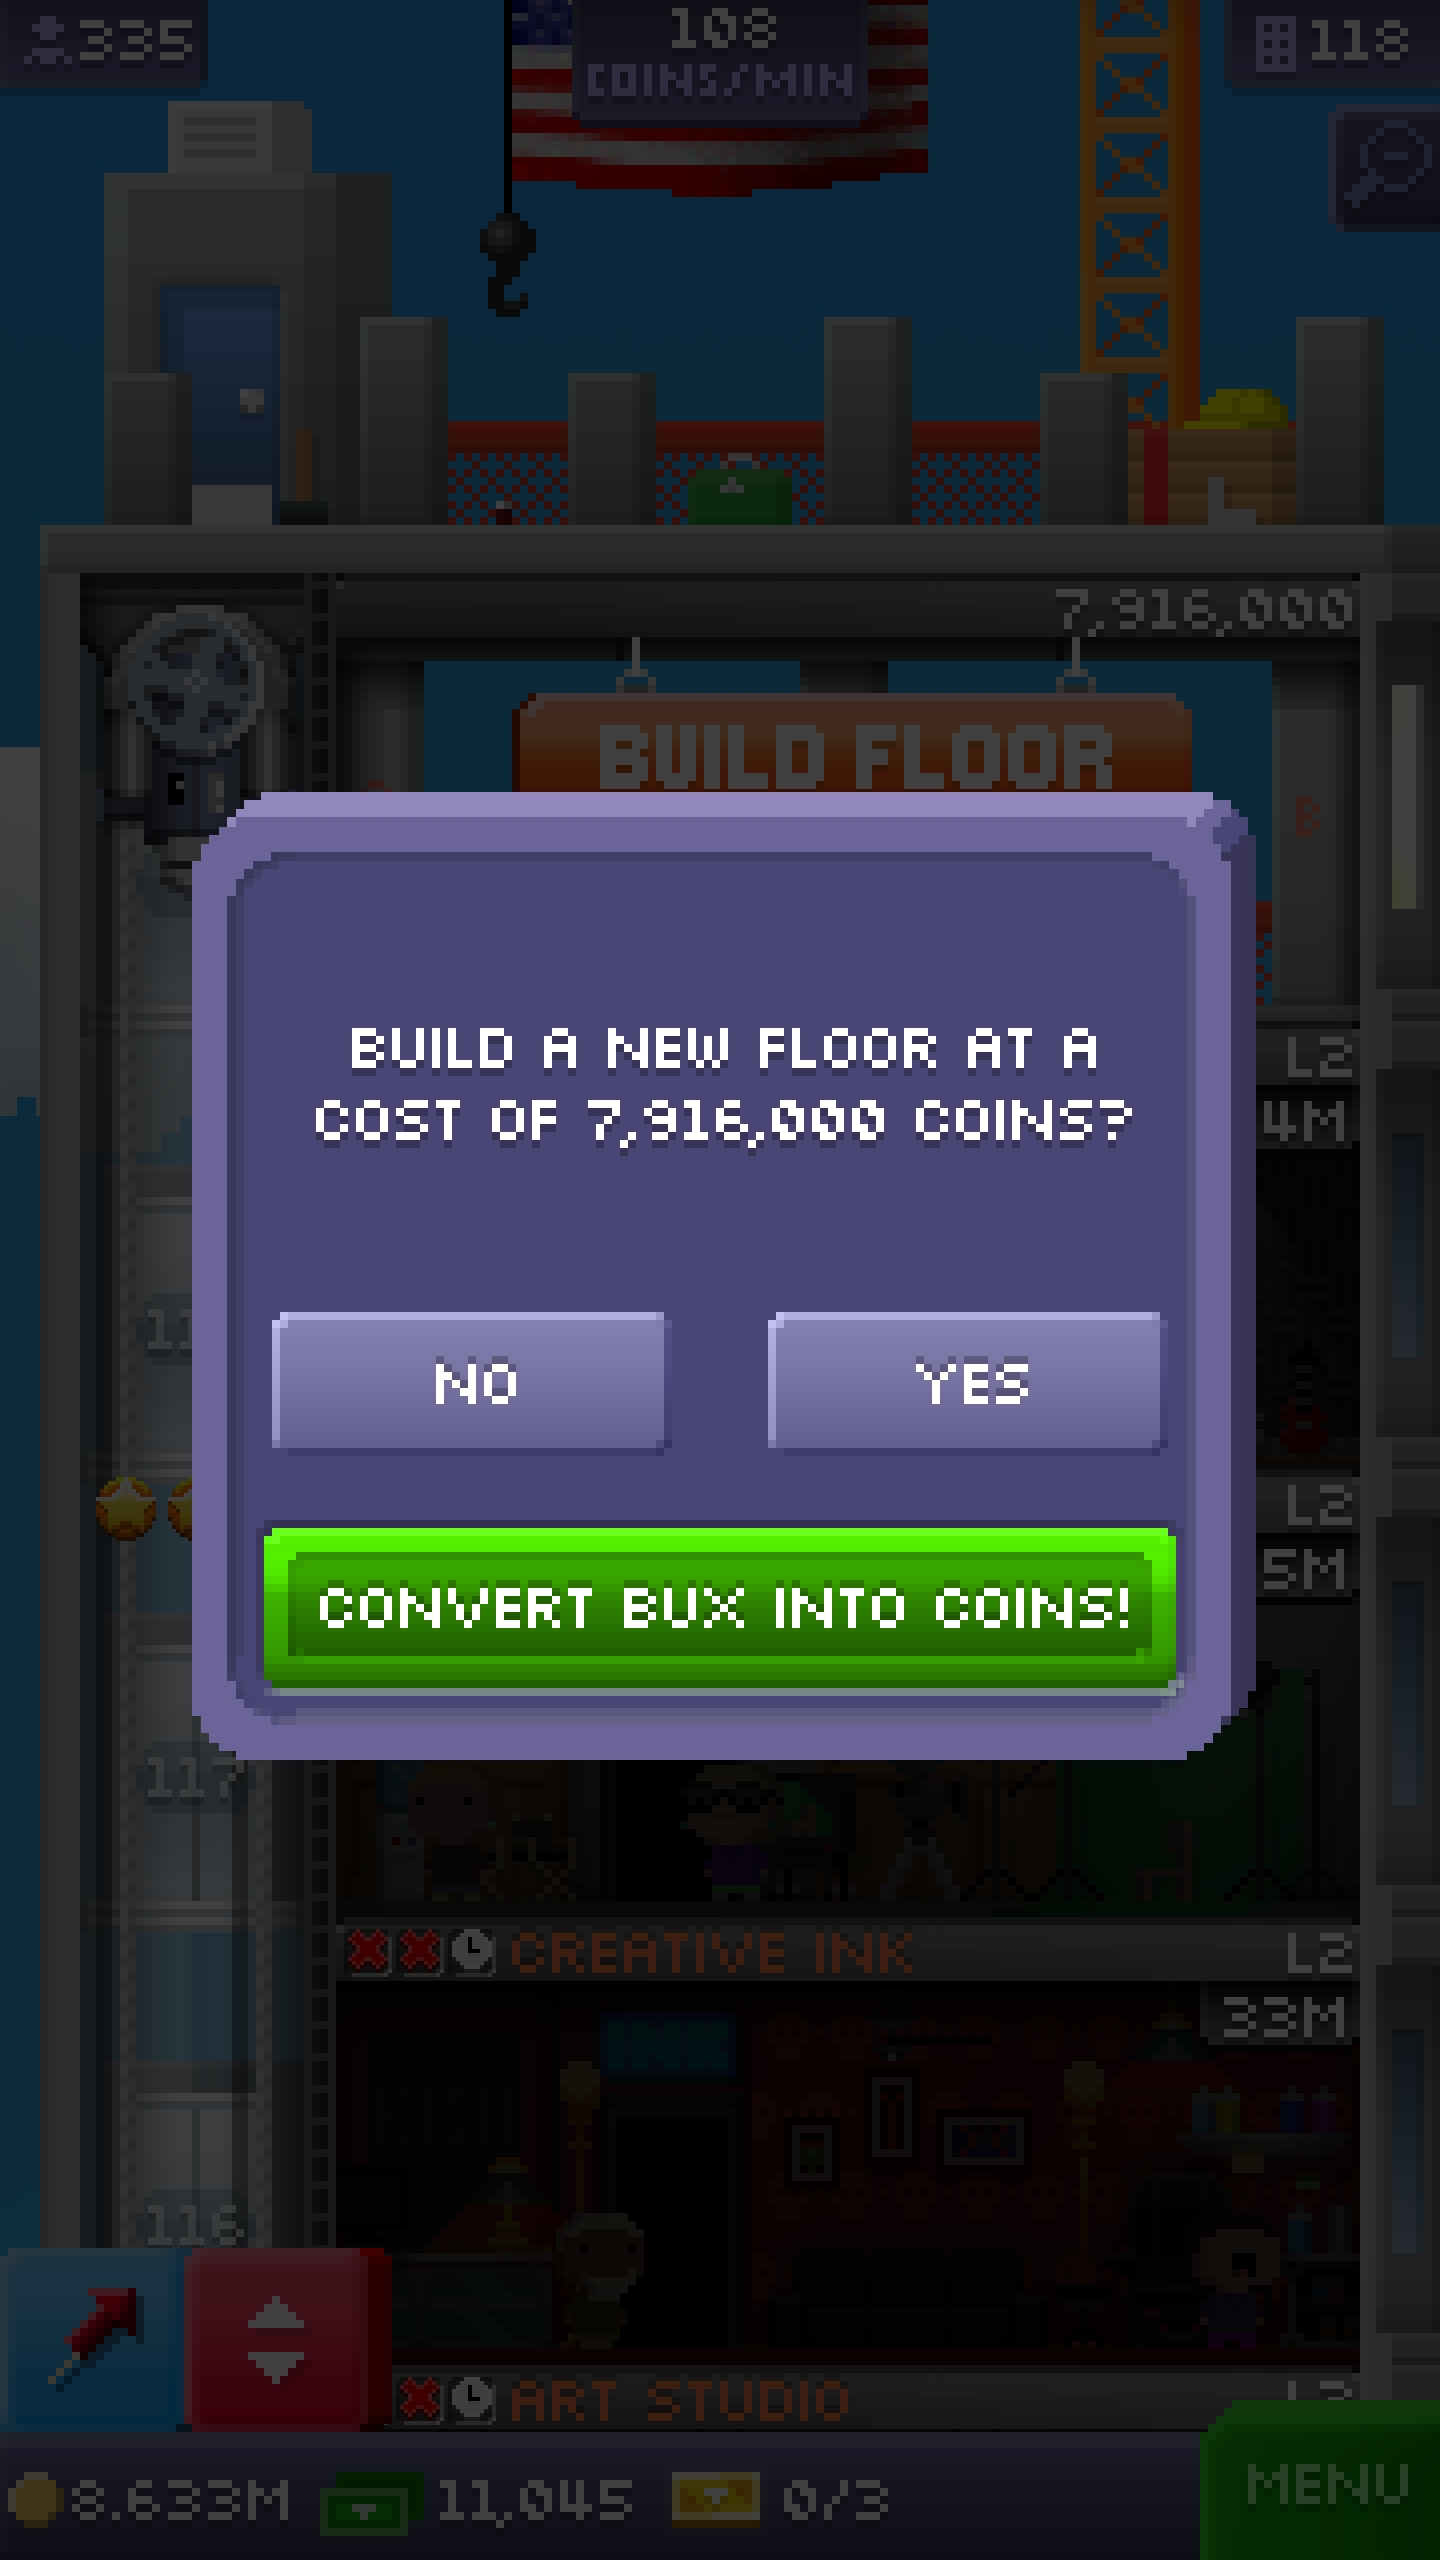 335
108
COINS/MIN
118
7,916,000
BUILD FLOOR
B
L2
4M
BUILD A NEW FLOOR AT A
COST OF 7,916,000 COINS?
NO
YES
L2
5M
CONVERT BUX INTO COINS!
117
CREATIVE INK
L2
33M
INK
116
ART STUDIO
8.633M
11,045
0/3
MENU